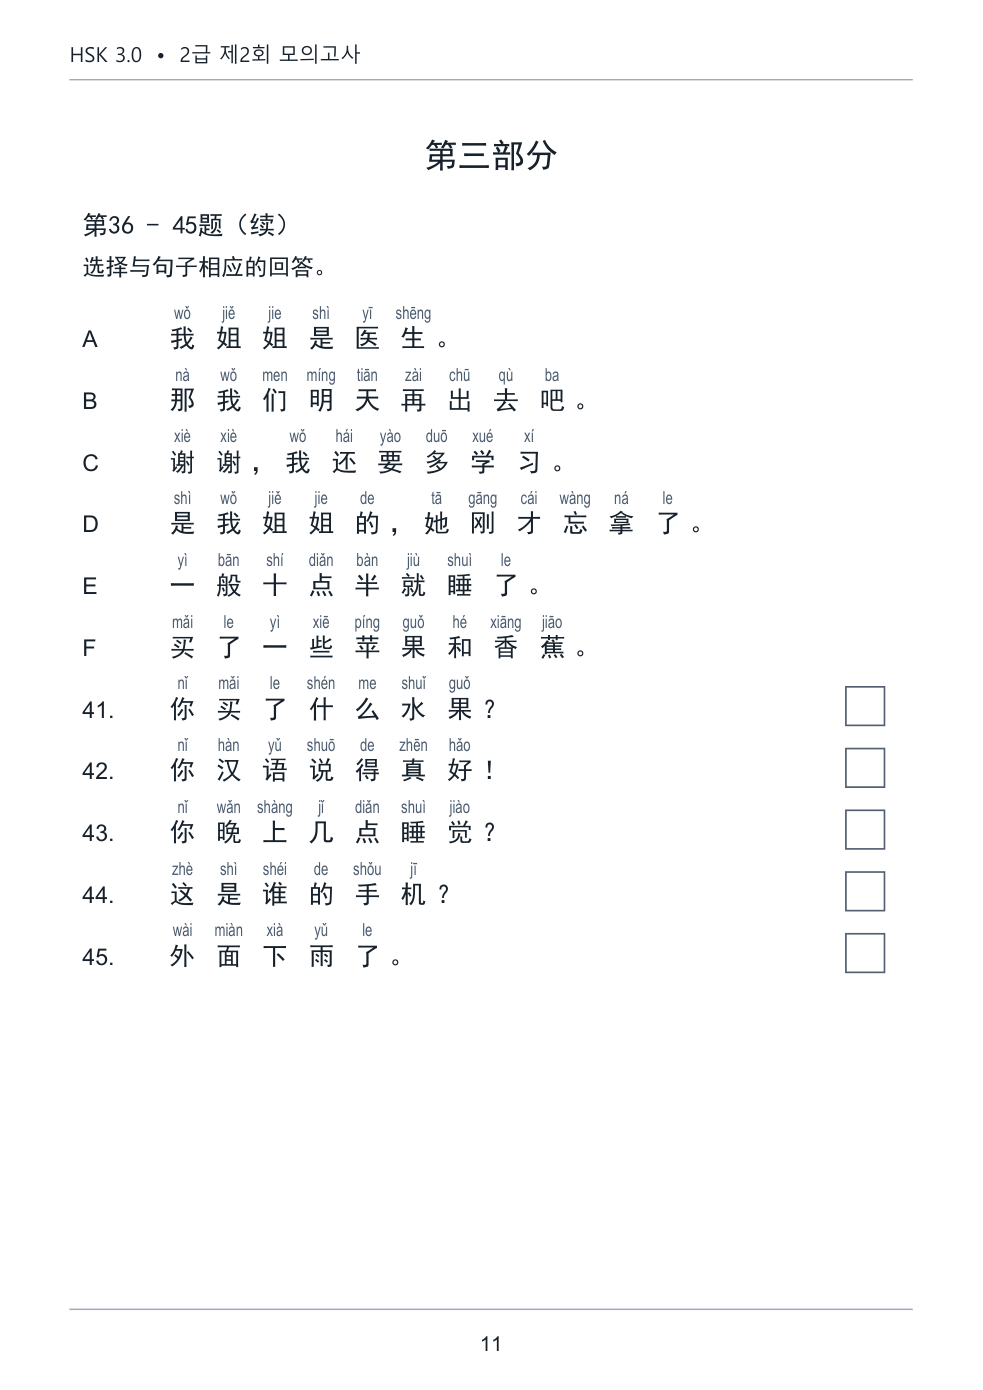 HSK 3.0 • 2급 제2회 모의고사
第三部分
第36 - 45题（续）
选择与句子相应的回答。
wǒ jiě jie shì yī shēng
A 我姐姐是医生。
nà wǒ men míng tiān zài chū qù ba
B 那我们明天再出去吧。
xiè xiè wǒ hái yào duō xué xí
C 谢谢，我还要多学习。
shì wǒ jiě jie de tā gāng cái wàng ná le
D 是我姐姐的，她刚才忘拿了。
yì bān shí diǎn bàn jiù shuì le
E 一般十点半就睡了。
mǎi le yì xiē píng guǒ hé xiāng jiāo
F 买了一些苹果和香蕉。
nǐ mǎi le shén me shuǐ guǒ
41. 你买了什么水果？
nǐ hàn yǔ shuō de zhēn hǎo
42. 你汉语说得真好！
nǐ wǎn shàng jǐ diǎn shuì jiào
43. 你晚上几点睡觉？
zhè shì shéi de shǒu jī
44. 这是谁的手机？
wài miàn xià yǔ le
45. 外面下雨了。
11